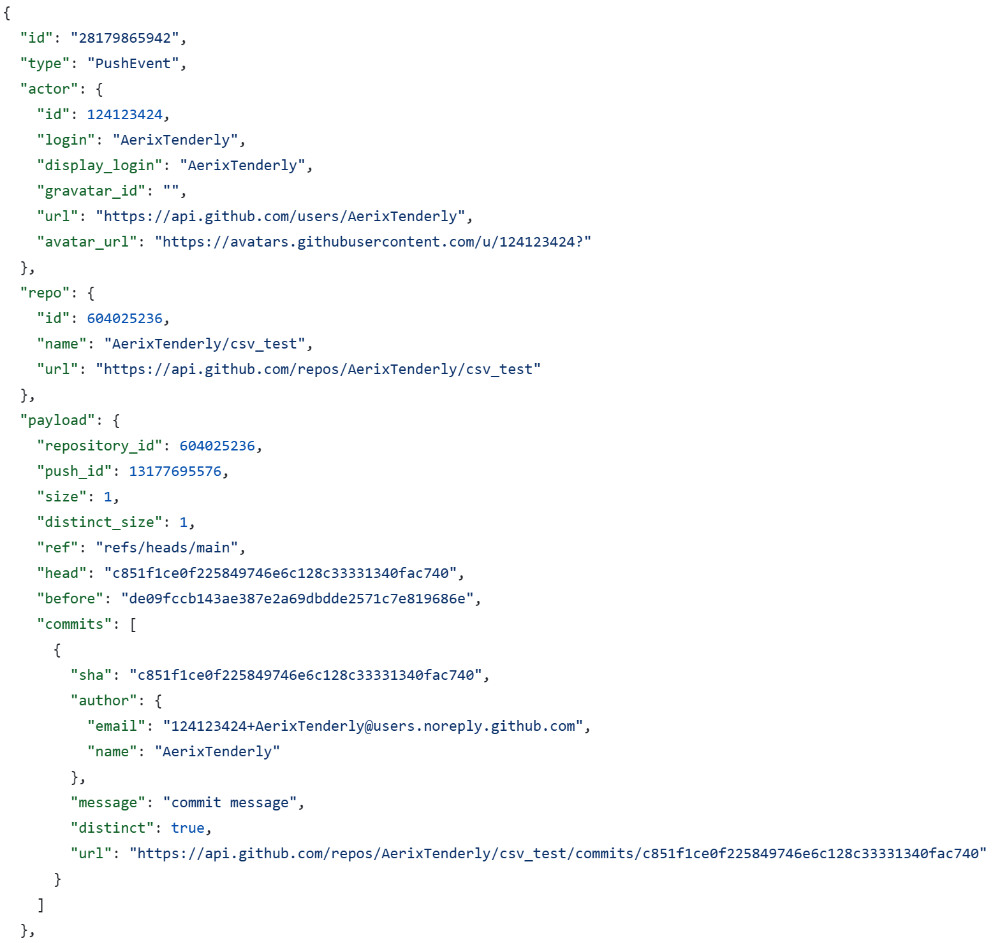 {
  "id": "28179865942",
  "type": "PushEvent",
  "actor": {
    "id": 124123424,
    "login": "AerixTenderly",
    "display_login": "AerixTenderly",
    "gravatar_id": "",
    "url": "https://api.github.com/users/AerixTenderly",
    "avatar_url": "https://avatars.githubusercontent.com/u/124123424?"
  },
  "repo": {
    "id": 604025236,
    "name": "AerixTenderly/csv_test",
    "url": "https://api.github.com/repos/AerixTenderly/csv_test"
  },
  "payload": {
    "repository_id": 604025236,
    "push_id": 13177695576,
    "size": 1,
    "distinct_size": 1,
    "ref": "refs/heads/main",
    "head": "c851f1ce0f225849746e6c128c33331340fac740",
    "before": "de09fccb143ae387e2a69dbdde2571c7e819686e",
    "commits": [
      {
        "sha": "c851f1ce0f225849746e6c128c33331340fac740",
        "author": {
          "email": "124123424+AerixTenderly@users.noreply.github.com",
          "name": "AerixTenderly"
        },
        "message": "commit message",
        "distinct": true,
        "url": "https://api.github.com/repos/AerixTenderly/csv_test/commits/c851f1ce0f225849746e6c128c33331340fac740"
      }
    ]
  },